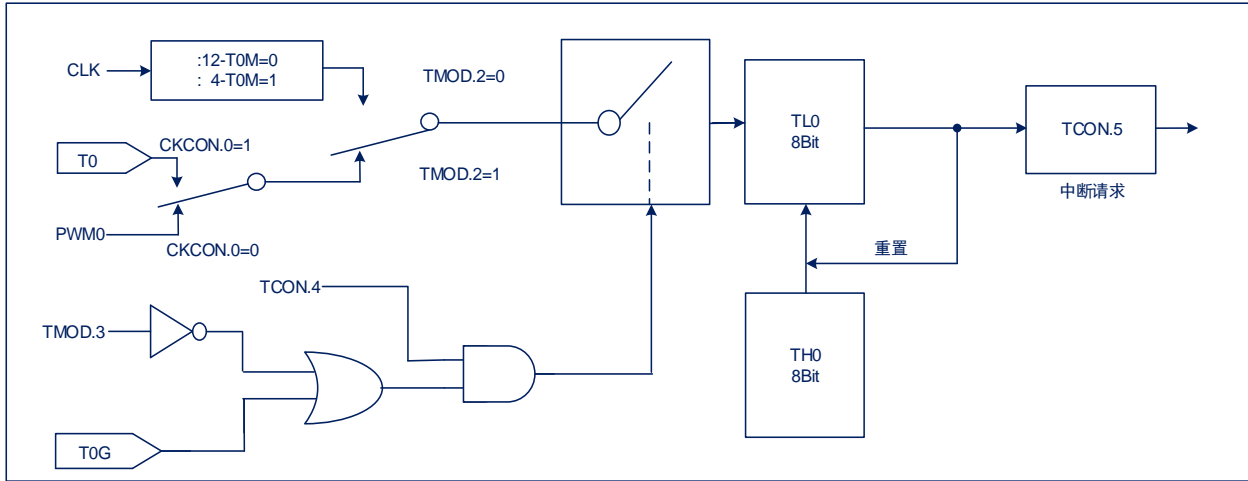 :12-T0M=0
: 4-T0M=1
CLK
TMOD.2=0
T0
CKCON.0=1
TMOD.2=1
PWM0
CKCON.0=0
TL0
8Bit
TCON.5
中断请求
重置
TCON.4
TMOD.3
TH0
8Bit
T0G